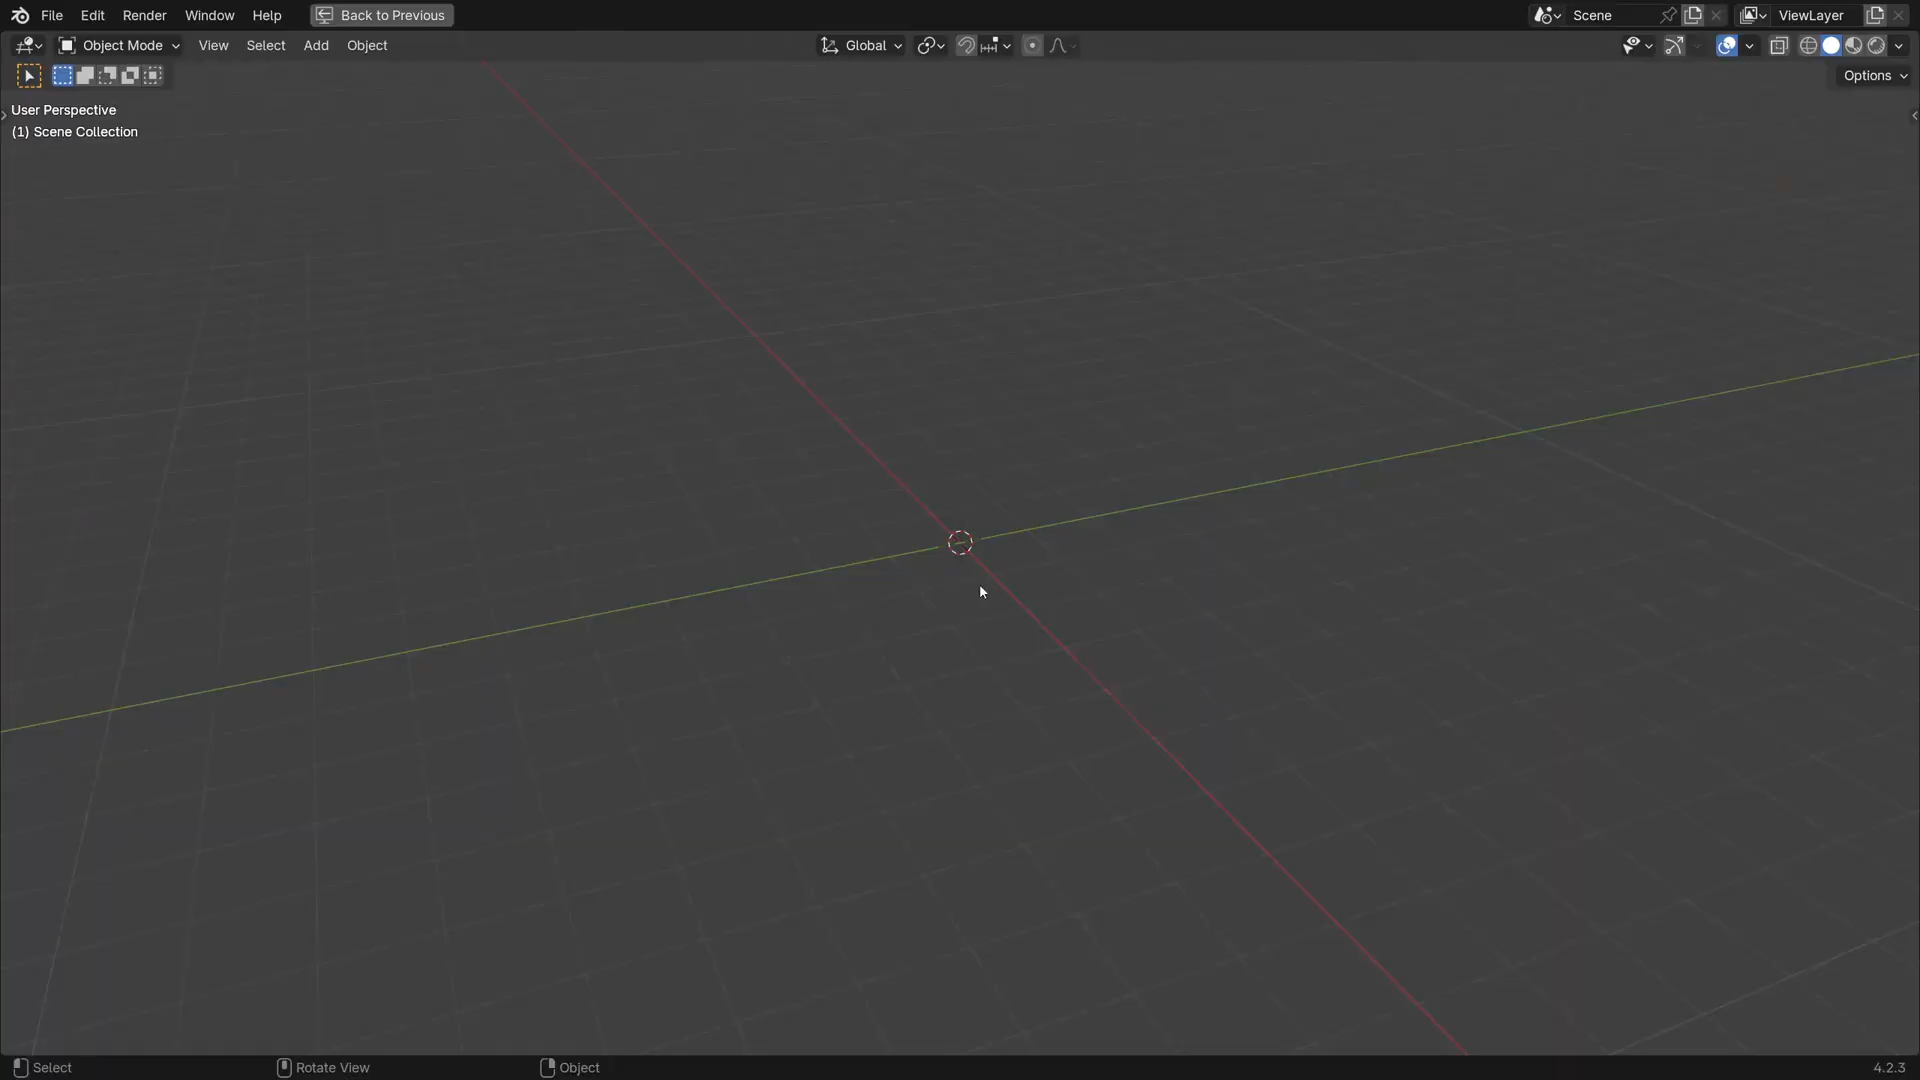 File Edit Render Window Help Back to Previous Scene ViewLayer
Object Mode View Select Add Object Global
Options
User Perspective
(1) Scene Collection
Select Rotate View Object 4.2.3